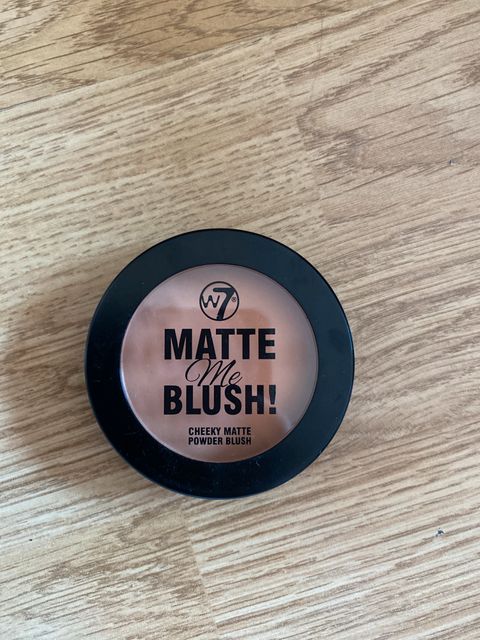 W7®
MATTE
Me
BLUSH!
CHEEKY MATTE
POWDER BLUSH